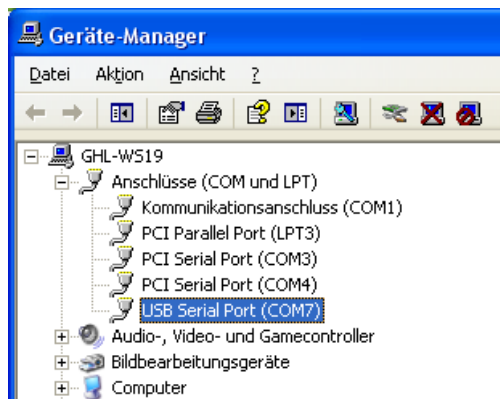 Geräte-Manager
Datei Aktion Ansicht ?
GHL-WS19
Anschlüsse (COM und LPT)
Kommunikationsanschluss (COM1)
PCI Parallel Port (LPT3)
PCI Serial Port (COM3)
PCI Serial Port (COM4)
USB Serial Port (COM7)
Audio-, Video- und Gamecontroller
Bildbearbeitungsgeräte
Computer